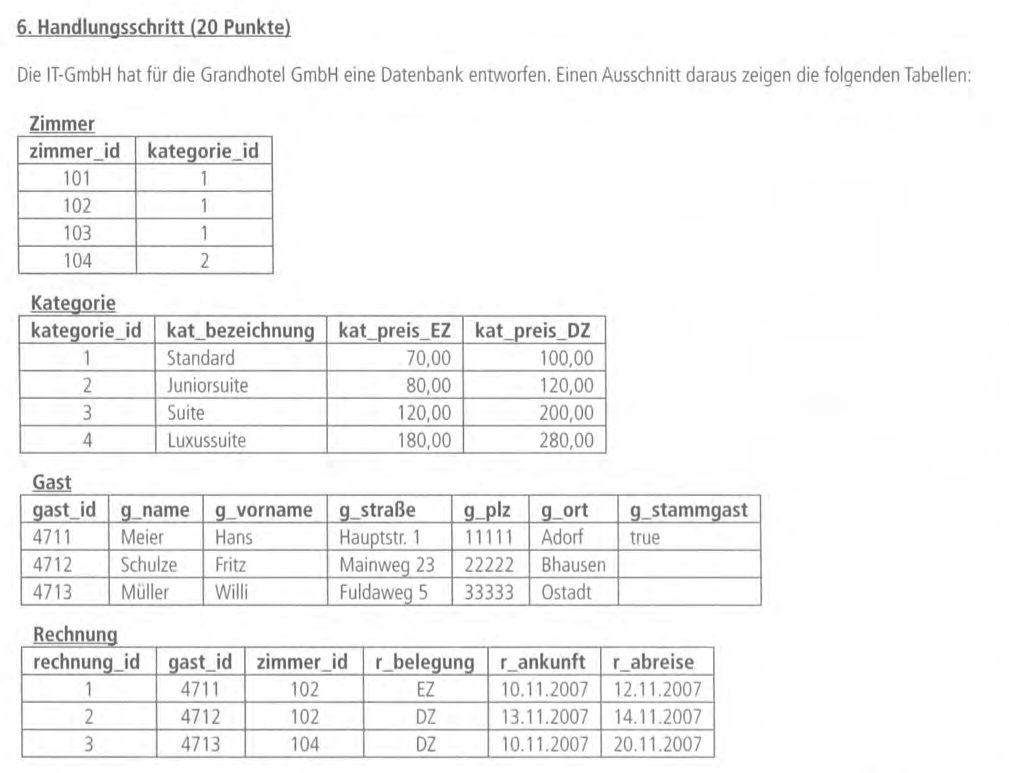 6. Handlungsschritt (20 Punkte)
Die IT-GmbH hat für die Grandhotel GmbH eine Datenbank entworfen. Einen Ausschnitt daraus zeigen die folgenden Tabellen:
Zimmer
zimmer_id kategorie_id
101 1
102 1
103 1
104 2
Kategorie
kategorie_id kat_bezeichnung kat_preis_EZ kat_preis_DZ
1 Standard 70,00 100,00
2 Juniorsuite 80,00 120,00
3 Suite 120,00 200,00
4 Luxussuite 180,00 280,00
Gast
gast_id g_name g_vorname g_straße g_plz g_ort g_stammgast
4711 Meier Hans Hauptstr. 1 11111 Adorf true
4712 Schulze Fritz Mainweg 23 22222 Bhausen
4713 Müller Willi Fuldaweg 5 33333 Ostadt
Rechnung
rechnung_id gast_id zimmer_id r_belegung r_ankunft r_abreise
1 4711 102 EZ 10.11.2007 12.11.2007
2 4712 102 DZ 13.11.2007 14.11.2007
3 4713 104 DZ 10.11.2007 20.11.2007